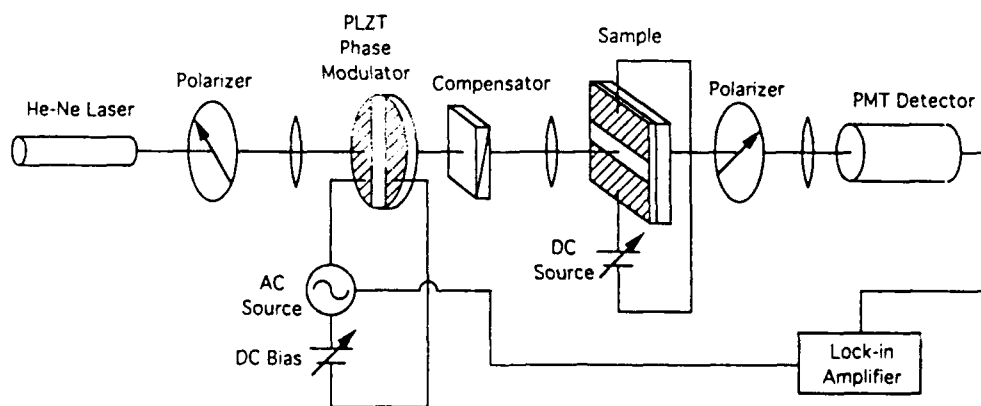 He-Ne Laser
Polarizer
PLZT
Phase
Modulator
Compensator
Sample
Polarizer
PMT Detector
AC
Source
DC Bias
DC
Source
Lock-in
Amplifier